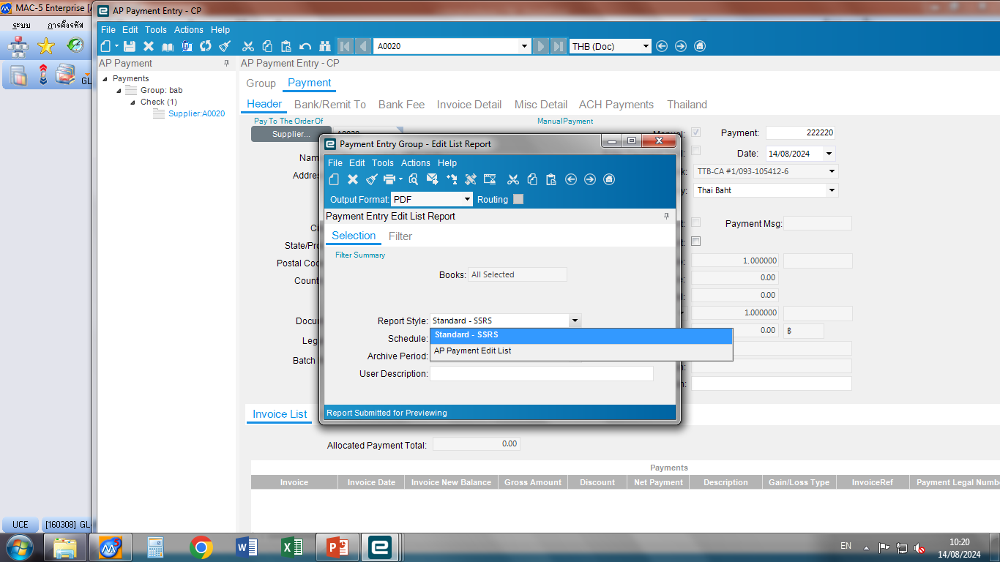 MAC-5 Enterprise [A
AP Payment Entry - CP
ระบบ การตั้งรหัส
File Edit Tools Actions Help
A0020 THB (Doc)
AP Payment
AP Payment Entry - CP
GL-
Payments
Group: bab
Check (1)
Supplier:A0020
Group Payment
Header Bank/Remit To Bank Fee Invoice Detail Misc Detail ACH Payments Thailand
Pay To The Order Of
ManualPayment
Supplier...
A0020
Payment: 222220
Date: 14/08/2024
TTB-CA #1/093-105412-6
Thai Baht
Payment Msg:
1.000000
0.00
0.00
1.000000
0.00 ฿
Payment Entry Group - Edit List Report
File Edit Tools Actions Help
Output Format: PDF Routing
Payment Entry Edit List Report
Selection Filter
Filter Summary
Books: All Selected
Report Style: Standard - SSRS
Standard - SSRS
AP Payment Edit List
Schedule:
Archive Period:
User Description:
Report Submitted for Previewing
Nam
Addres
Ci
State/Pro
Postal Cod
Count
Docu
Leg
Batch
Invoice List
Allocated Payment Total: 0.00
Payments
Invoice Invoice Date Invoice New Balance Gross Amount Discount Net Payment Description Gain/Loss Type InvoiceRef Payment Legal Numb
UCE [160308] GL-
EN 10:20
14/08/2024